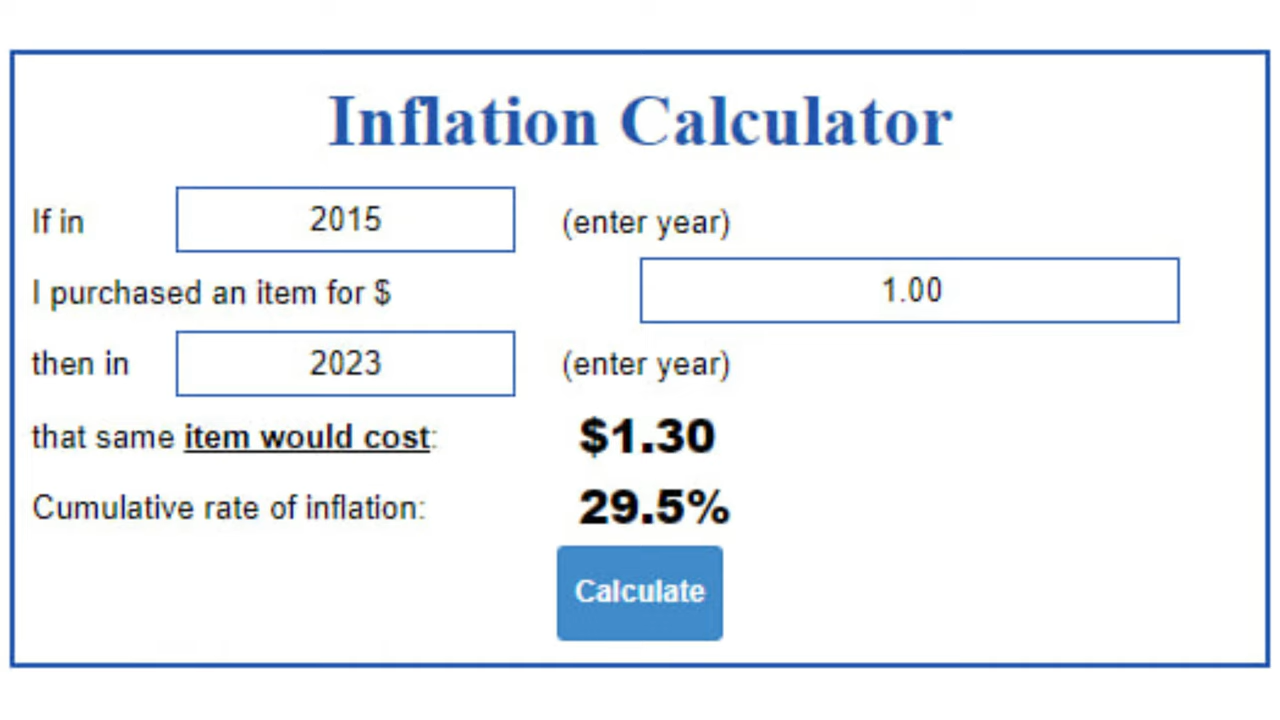 Inflation Calculator
If in 2015 (enter year)
I purchased an item for $ 1.00
then in 2023 (enter year)
that same item would cost: $1.30
Cumulative rate of inflation: 29.5%
Calculate